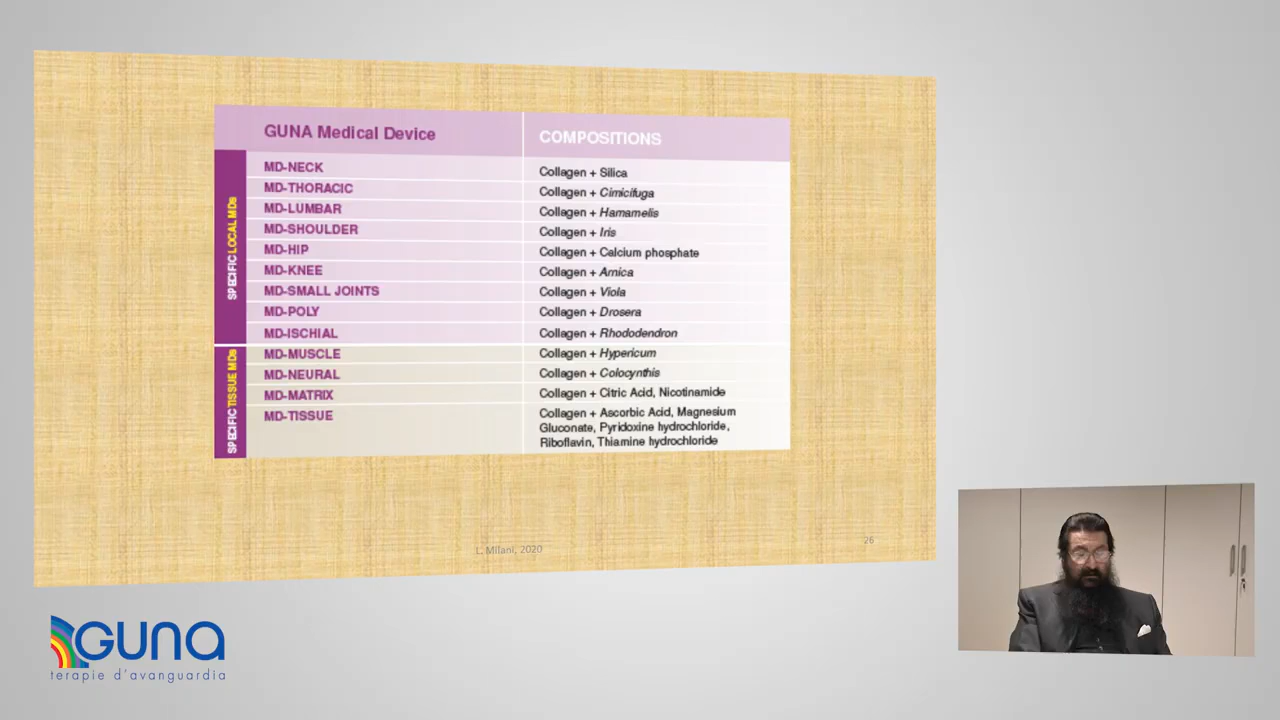 GUNA Medical Device COMPOSITIONS
SPECIFIC LOCAL MDs
MD-NECK Collagen + Silica
MD-THORACIC Collagen + Cimicifuga
MD-LUMBAR Collagen + Hamamelis
MD-SHOULDER Collagen + Iris
MD-HIP Collagen + Calcium phosphate
MD-KNEE Collagen + Arnica
MD-SMALL JOINTS Collagen + Viola
MD-POLY Collagen + Drosera
MD-ISCHIAL Collagen + Rhododendron
SPECIFIC TISSUE MDs
MD-MUSCLE Collagen + Hypericum
MD-NEURAL Collagen + Colocynthis
MD-MATRIX Collagen + Citric Acid, Nicotinamide
MD-TISSUE Collagen + Ascorbic Acid, Magnesium
Gluconate, Pyridoxine hydrochloride,
Riboflavin, Thiamine hydrochloride
L. Milani, 2020
26
GUNA
terapie d'avanguardia